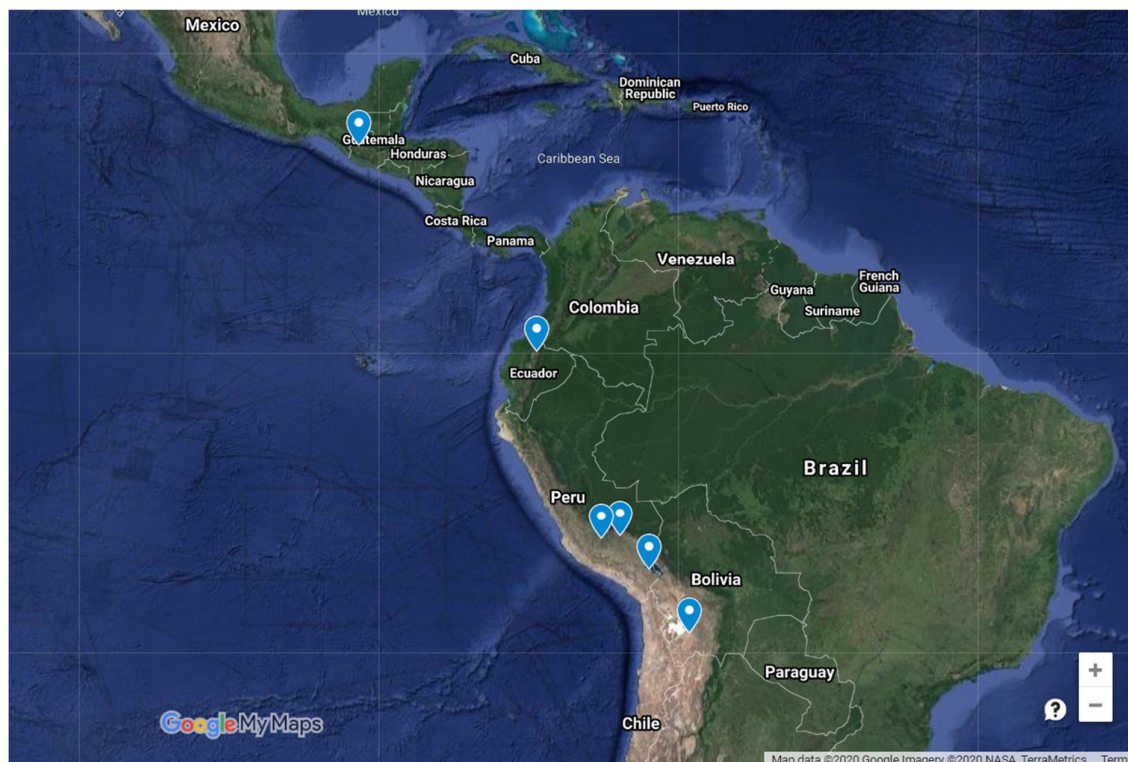 Mexico
Mexico
Cuba
Dominican
Republic
Puerto Rico
Guatemala
Honduras
Caribbean Sea
Nicaragua
Costa Rica
Panama
Venezuela
Guyana
French
Guiana
Suriname
Colombia
Ecuador
Brazil
Peru
Bolivia
Paraguay
Chile
Google My Maps
+
?
−
Map data ©2020 Google Imagery ©2020 NASA, TerraMetrics Term